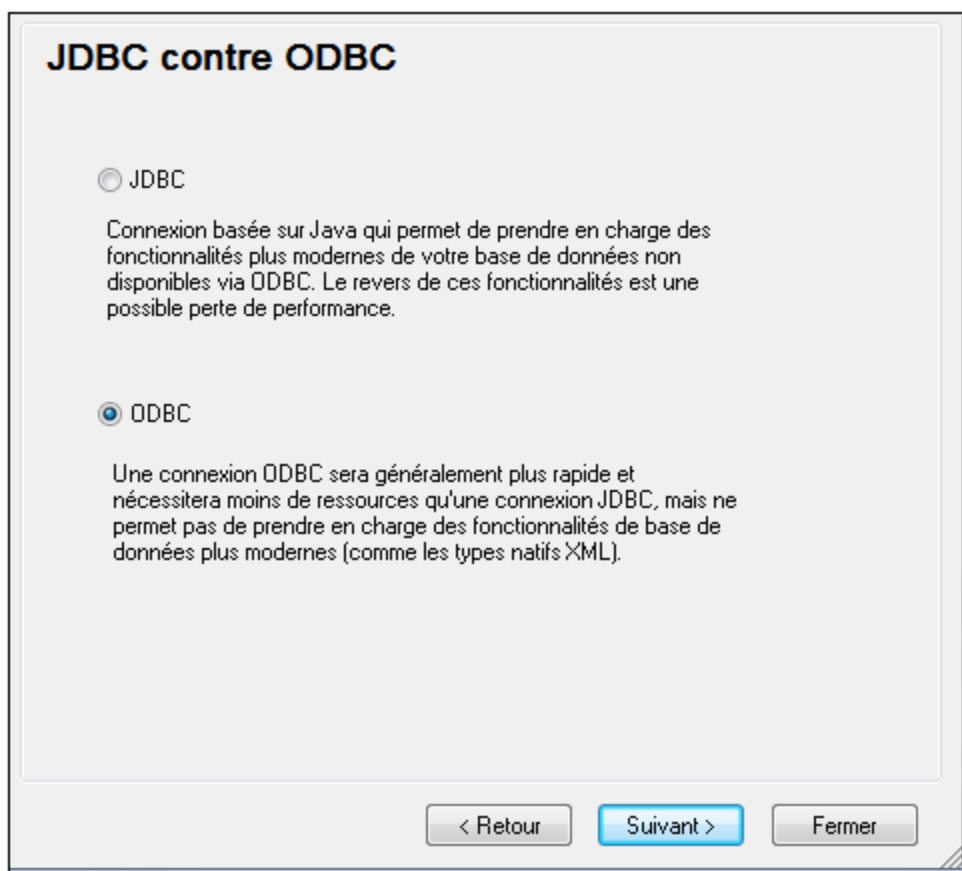 JDBC contre ODBC
JDBC
Connexion basée sur Java qui permet de prendre en charge des
fonctionnalités plus modernes de votre base de données non
disponibles via ODBC. Le revers de ces fonctionnalités est une
possible perte de performance.
ODBC
Une connexion ODBC sera généralement plus rapide et
nécessitera moins de ressources qu'une connexion JDBC, mais ne
permet pas de prendre en charge des fonctionnalités de base de
données plus modernes (comme les types natifs XML).
< Retour
Suivant >
Fermer